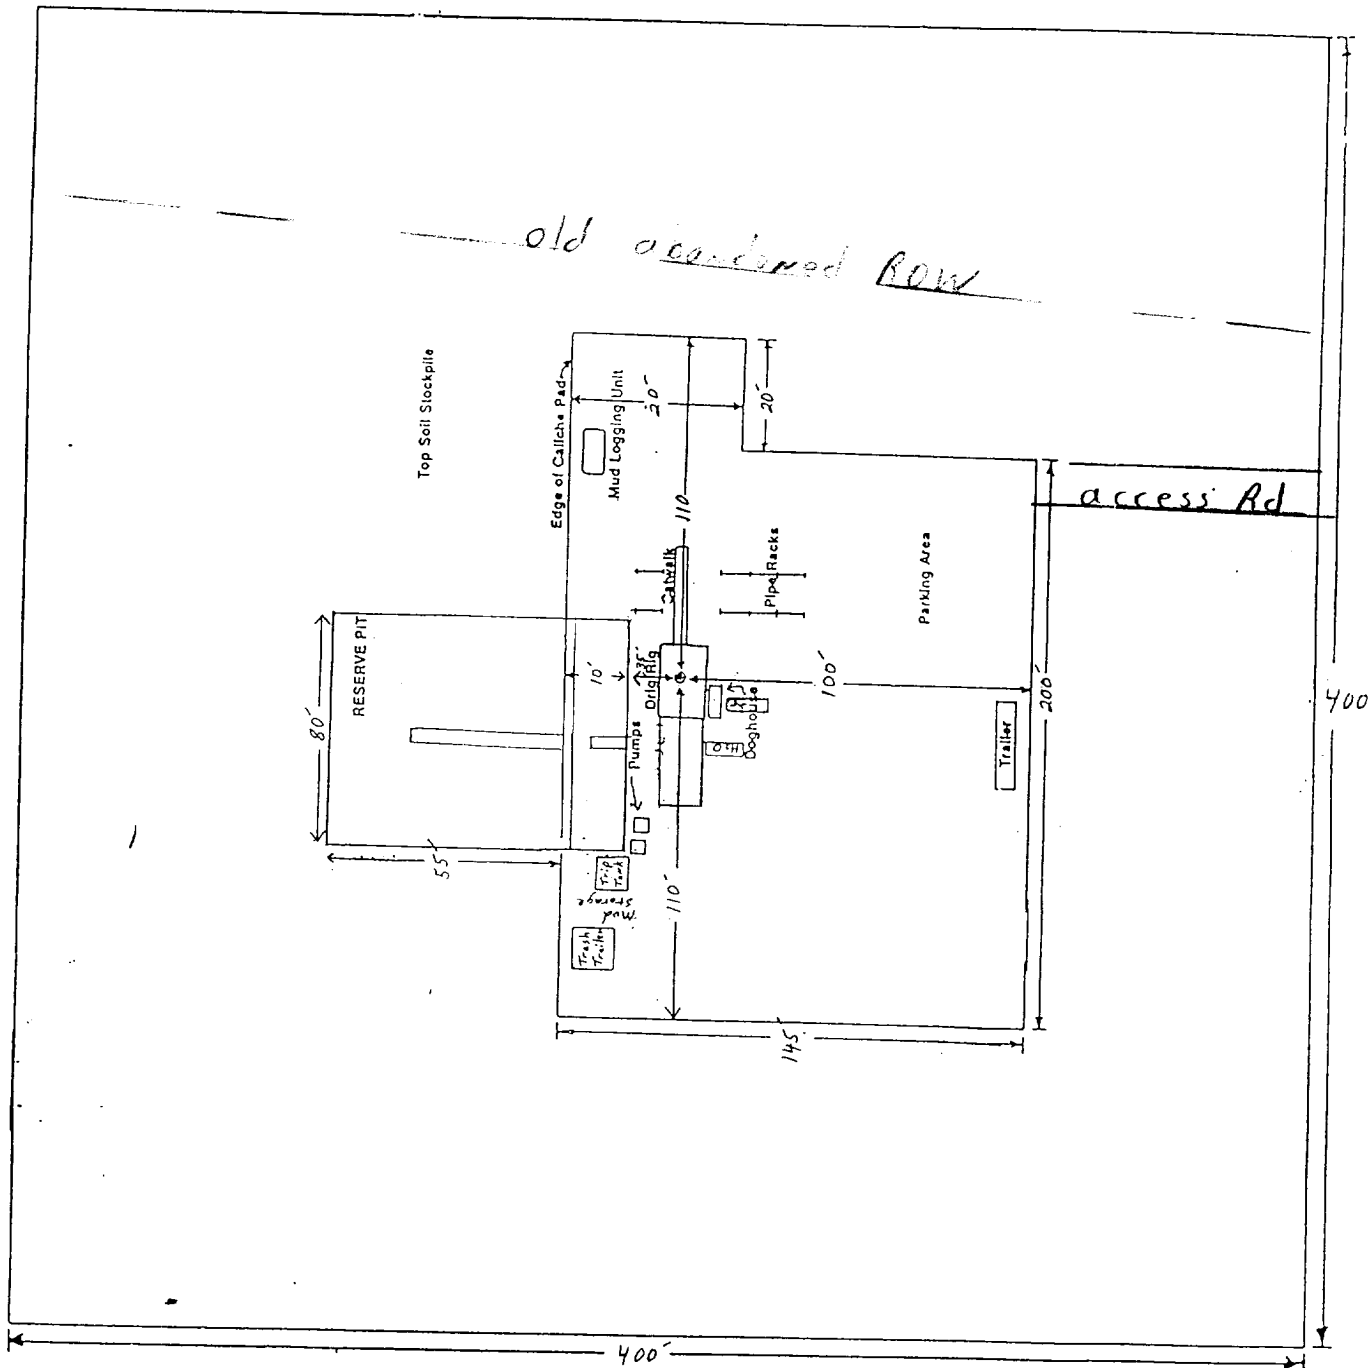 old abandoned ROW
Top Soil Stockpile
Edge of Caliche Pad
Mud Logging Unit
20'
20'
110
access Rd
Catwalk
Pipe Racks
Parking Area
RESERVE PIT
80'
10'
35'
Drlg Rig
100'
200'
400
Pumps
H2O
Doghouse
Trailer
55'
Trip
Tank
Mud
Storage
110'
Trash
Trailer
145'
400'